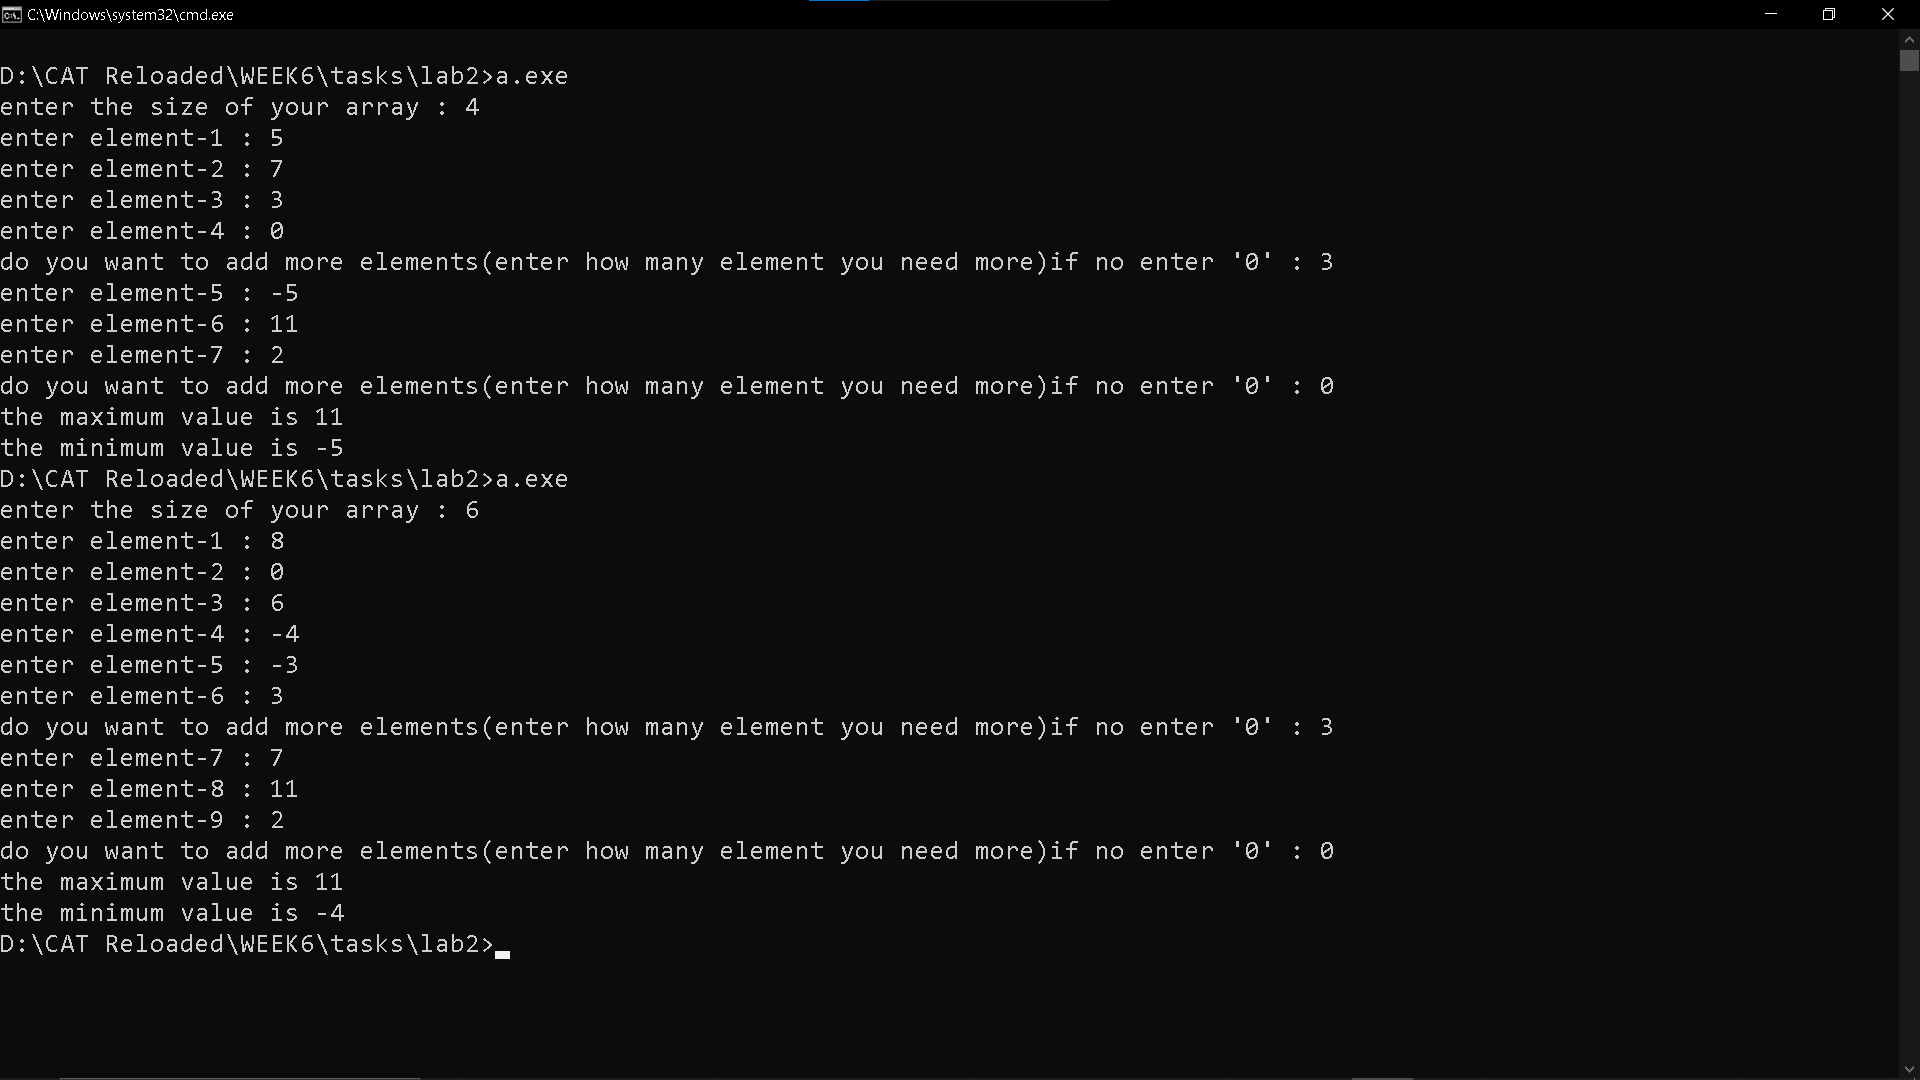 C:\Windows\system32\cmd.exe
D:\CAT Reloaded\WEEK6\tasks\lab2>a.exe
enter the size of your array : 4
enter element-1 : 5
enter element-2 : 7
enter element-3 : 3
enter element-4 : 0
do you want to add more elements(enter how many element you need more)if no enter '0' : 3
enter element-5 : -5
enter element-6 : 11
enter element-7 : 2
do you want to add more elements(enter how many element you need more)if no enter '0' : 0
the maximum value is 11
the minimum value is -5
D:\CAT Reloaded\WEEK6\tasks\lab2>a.exe
enter the size of your array : 6
enter element-1 : 8
enter element-2 : 0
enter element-3 : 6
enter element-4 : -4
enter element-5 : -3
enter element-6 : 3
do you want to add more elements(enter how many element you need more)if no enter '0' : 3
enter element-7 : 7
enter element-8 : 11
enter element-9 : 2
do you want to add more elements(enter how many element you need more)if no enter '0' : 0
the maximum value is 11
the minimum value is -4
D:\CAT Reloaded\WEEK6\tasks\lab2>